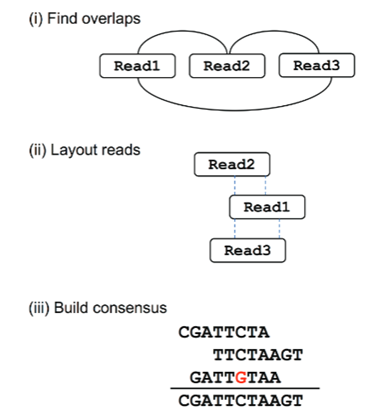 (i) Find overlaps
Read1 Read2 Read3
(ii) Layout reads
Read2
Read1
Read3
(iii) Build consensus
CGATTCTA
TTCTAAGT
GATTGTAA
CGATTCTAAGT